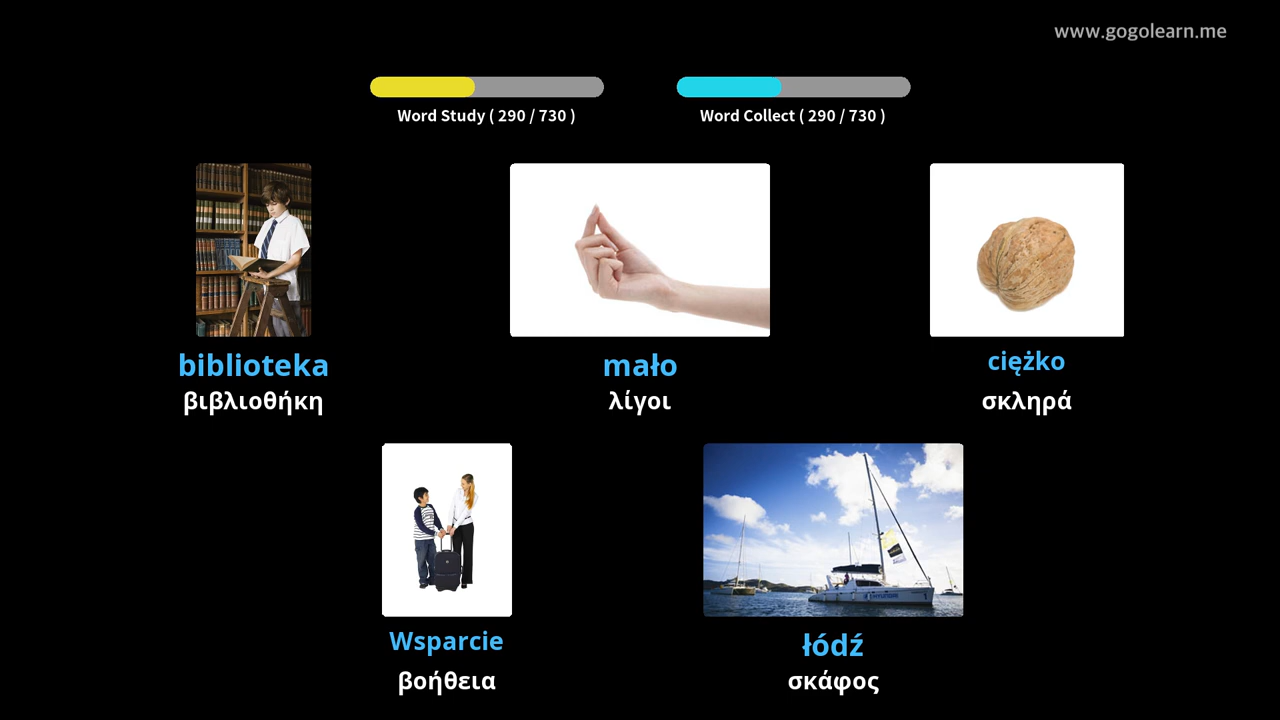 www.gogolearn.me
Word Study ( 290 / 730 )
Word Collect ( 290 / 730 )
biblioteka
βιβλιοθήκη
mało
λίγοι
ciężko
σκληρά
Wsparcie
βοήθεια
łódź
σκάφος